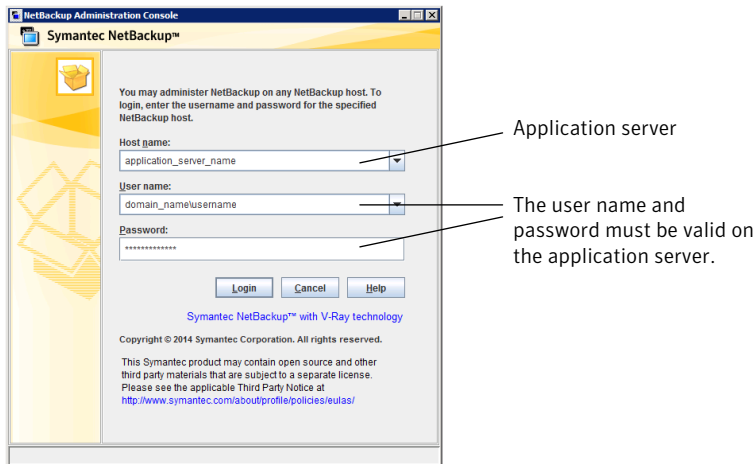 NetBackup Administration Console
Symantec NetBackup™
You may administer NetBackup on any NetBackup host. To
login, enter the username and password for the specified
NetBackup host.
Host name:
application_server_name
User name:
domain_name\username
Password:
*************
Login Cancel Help
Symantec NetBackup™ with V-Ray technology
Copyright © 2014 Symantec Corporation. All rights reserved.
This Symantec product may contain open source and other
third party materials that are subject to a separate license.
Please see the applicable Third Party Notice at
http://www.symantec.com/about/profile/policies/eulas/
Application server
The user name and
password must be valid on
the application server.